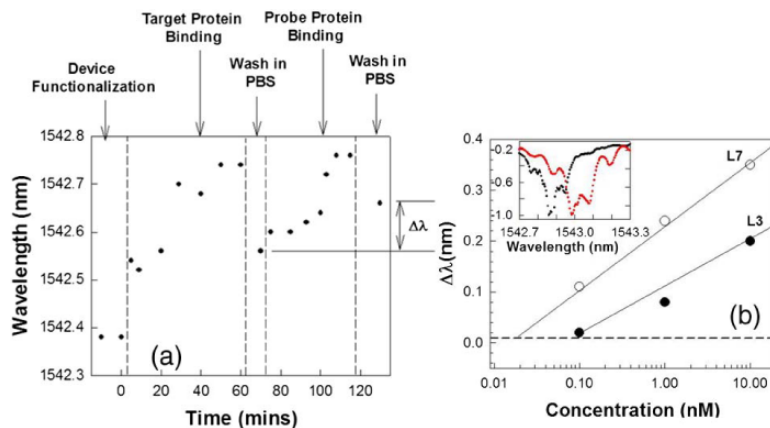 Target Protein
Binding
Probe Protein
Binding
Device
Functionalization
Wash in
PBS
Wash in
PBS
1542.8
1542.7
1542.6
1542.5
1542.4
1542.3
Wavelength (nm)
Δλ
(a)
0 20 40 60 80 100 120
Time (mins)
0.4
0.3
0.2
0.1
0.0
Δλ(nm)
-0.2
-0.6
-1.0
1542.7 1543.0 1543.3
Wavelength (nm)
L7
L3
(b)
0.01 0.10 1.00 10.00
Concentration (nM)